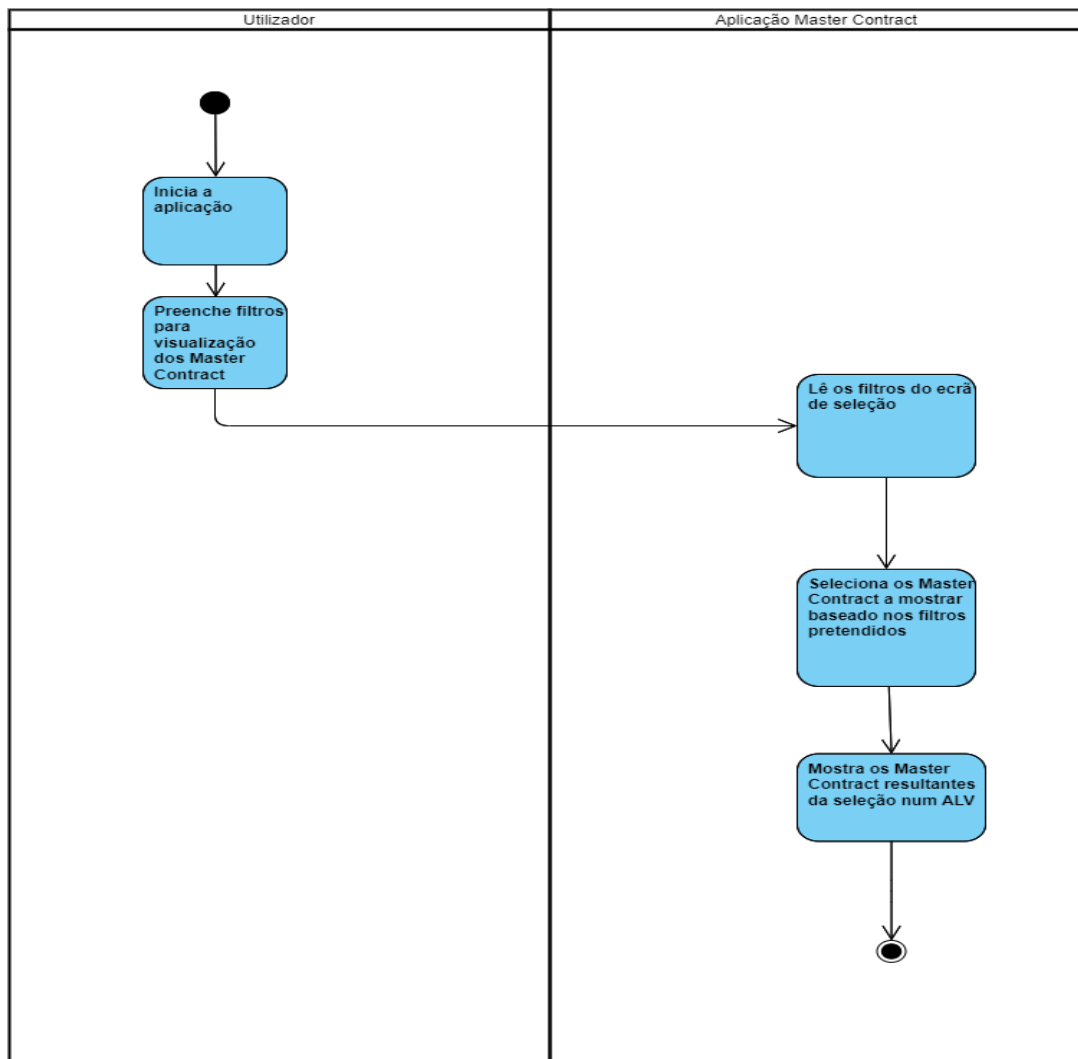 Utilizador
Aplicação Master Contract
Inicia a
aplicação
Preenche filtros
para
visualização
dos Master
Contract
Lê os filtros do ecrã
de seleção
Seleciona os Master
Contract a mostrar
baseado nos filtros
pretendidos
Mostra os Master
Contract resultantes
da seleção num ALV